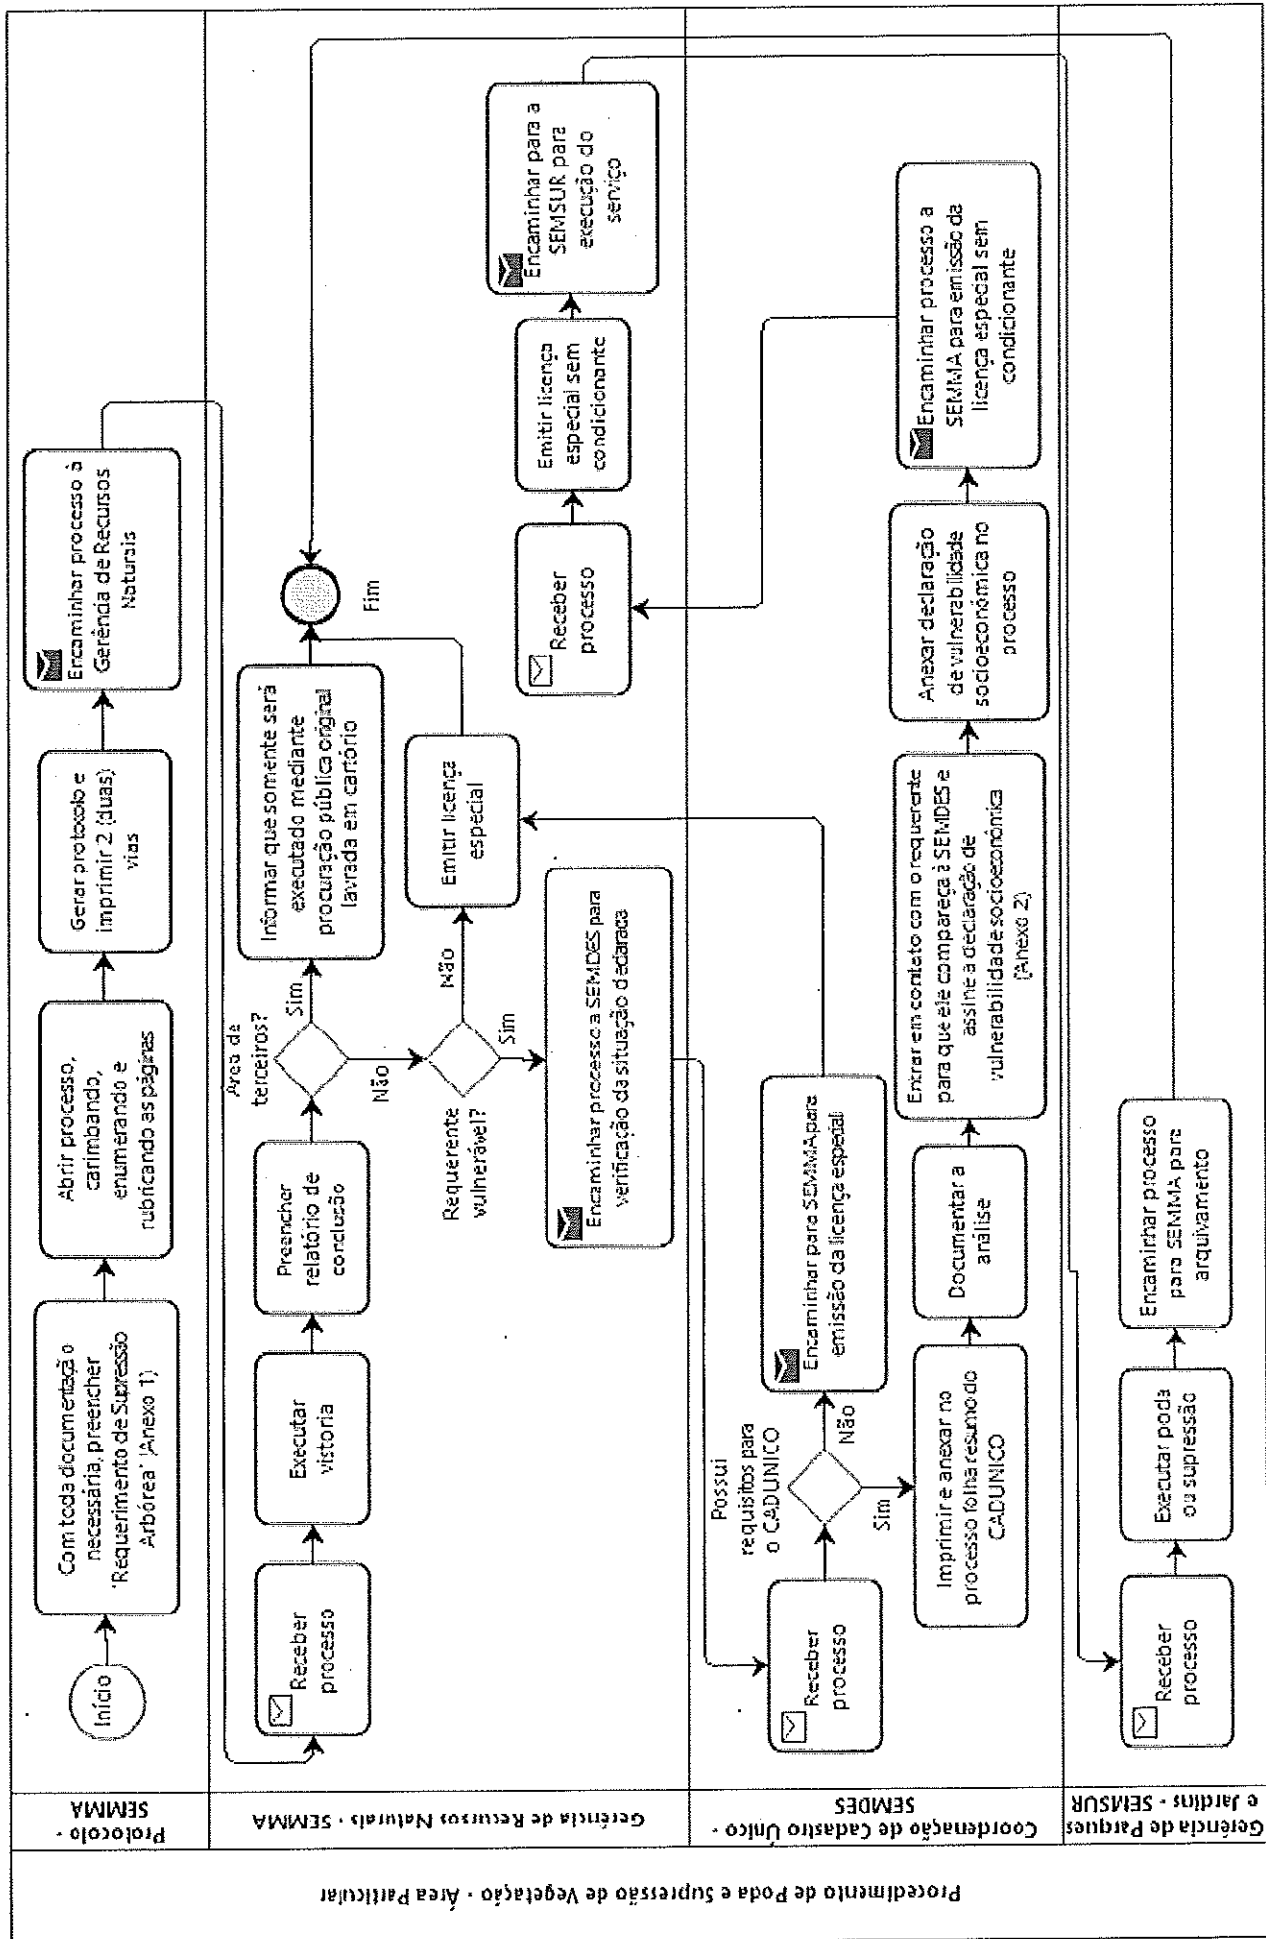 Procedimento de Poda e Supressão de Vegetação - Área Particular
Protocolo -
SEMMA
Início
Com toda documentação
necessária, preencher
'Requerimento de Supressão
Arbórea' (Anexo 1)
Abrir processo,
carimbando,
enumerando e
rubricando as páginas
Gerar protocolo e
imprimir 2 (duas)
vias
Encaminhar processo à
Gerência de Recursos
Naturais
Gerência de Recursos Naturais - SEMMA
Receber
processo
Executar
vistoria
Preencher
relatório de
conclusão
Área de
terceiros?
Sim
Não
Informar que somente será
executado mediante
procuração pública original
lavrada em cartório
Fim
Requerente
vulnerável?
Não
Sim
Emitir licença
especial
Encaminhar processo a SEMDES para
verificação da situação declarada
Receber
processo
Emitir licença
especial sem
condicionante
Encaminhar para a
SEMSUR para
execução do
serviço
Coordenação de Cadastro Único -
SEMDES
Receber
processo
Possui
requisitos para
o CADUNICO
Não
Sim
Encaminhar para SEMMA para
emissão da licença especial
Imprimir e anexar no
processo folha resumo do
CADUNICO
Documentar a
análise
Entrar em contato com o requerente
para que ele compareça à SEMDES e
assine a declaração de
vulnerabilidade socioeconômica
(Anexo 2)
Anexar declaração
de vulnerabilidade
socioeconômica no
processo
Encaminhar processo a
SEMMA para emissão da
licença especial sem
condicionante
Gerência de Parques
e Jardins - SEMSUR
Receber
processo
Executar poda
ou supressão
Encaminhar processo
para SEMMA para
arquivamento